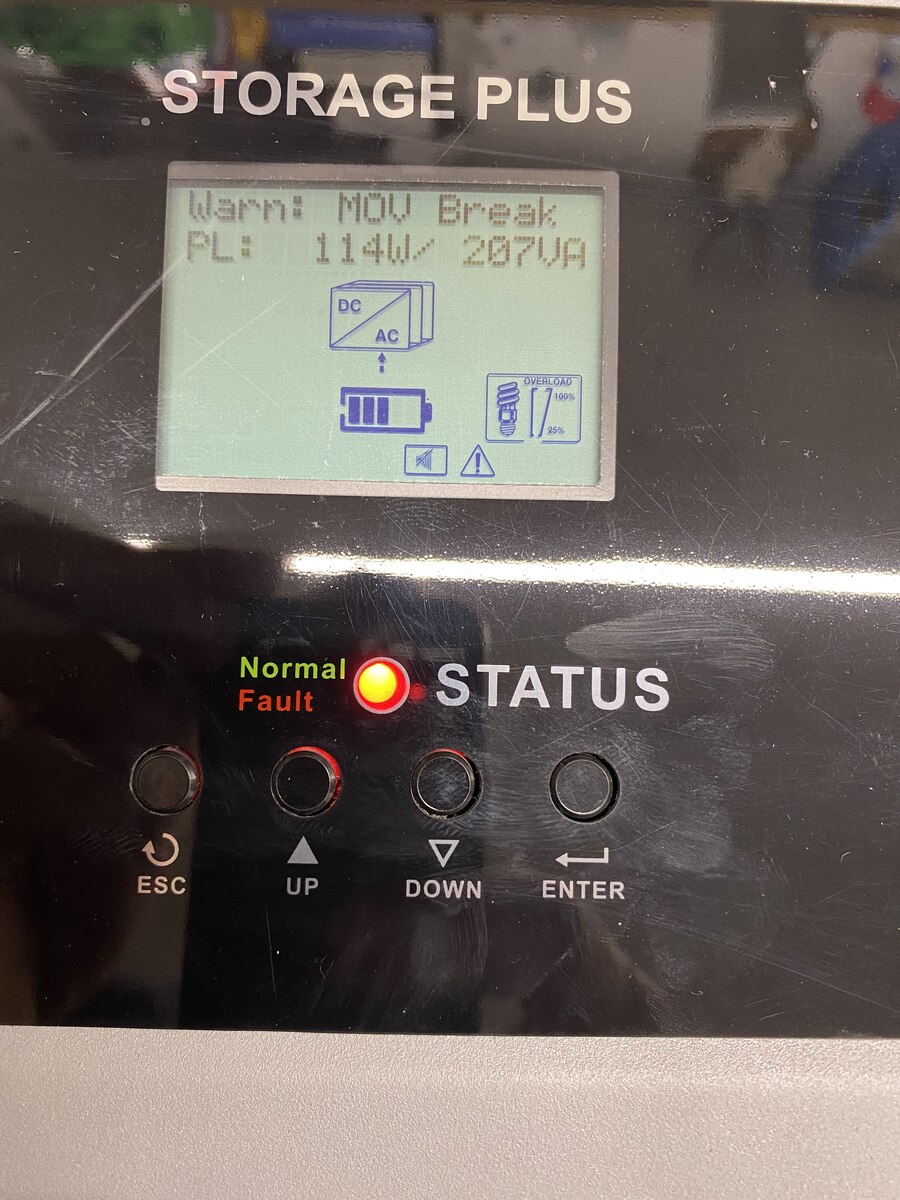 STORAGE PLUS
Warn: MOV Break
PL: 114W/ 207VA
DC
AC
OVERLOAD
100%
25%
Normal
Fault
STATUS
ESC
UP
DOWN
ENTER